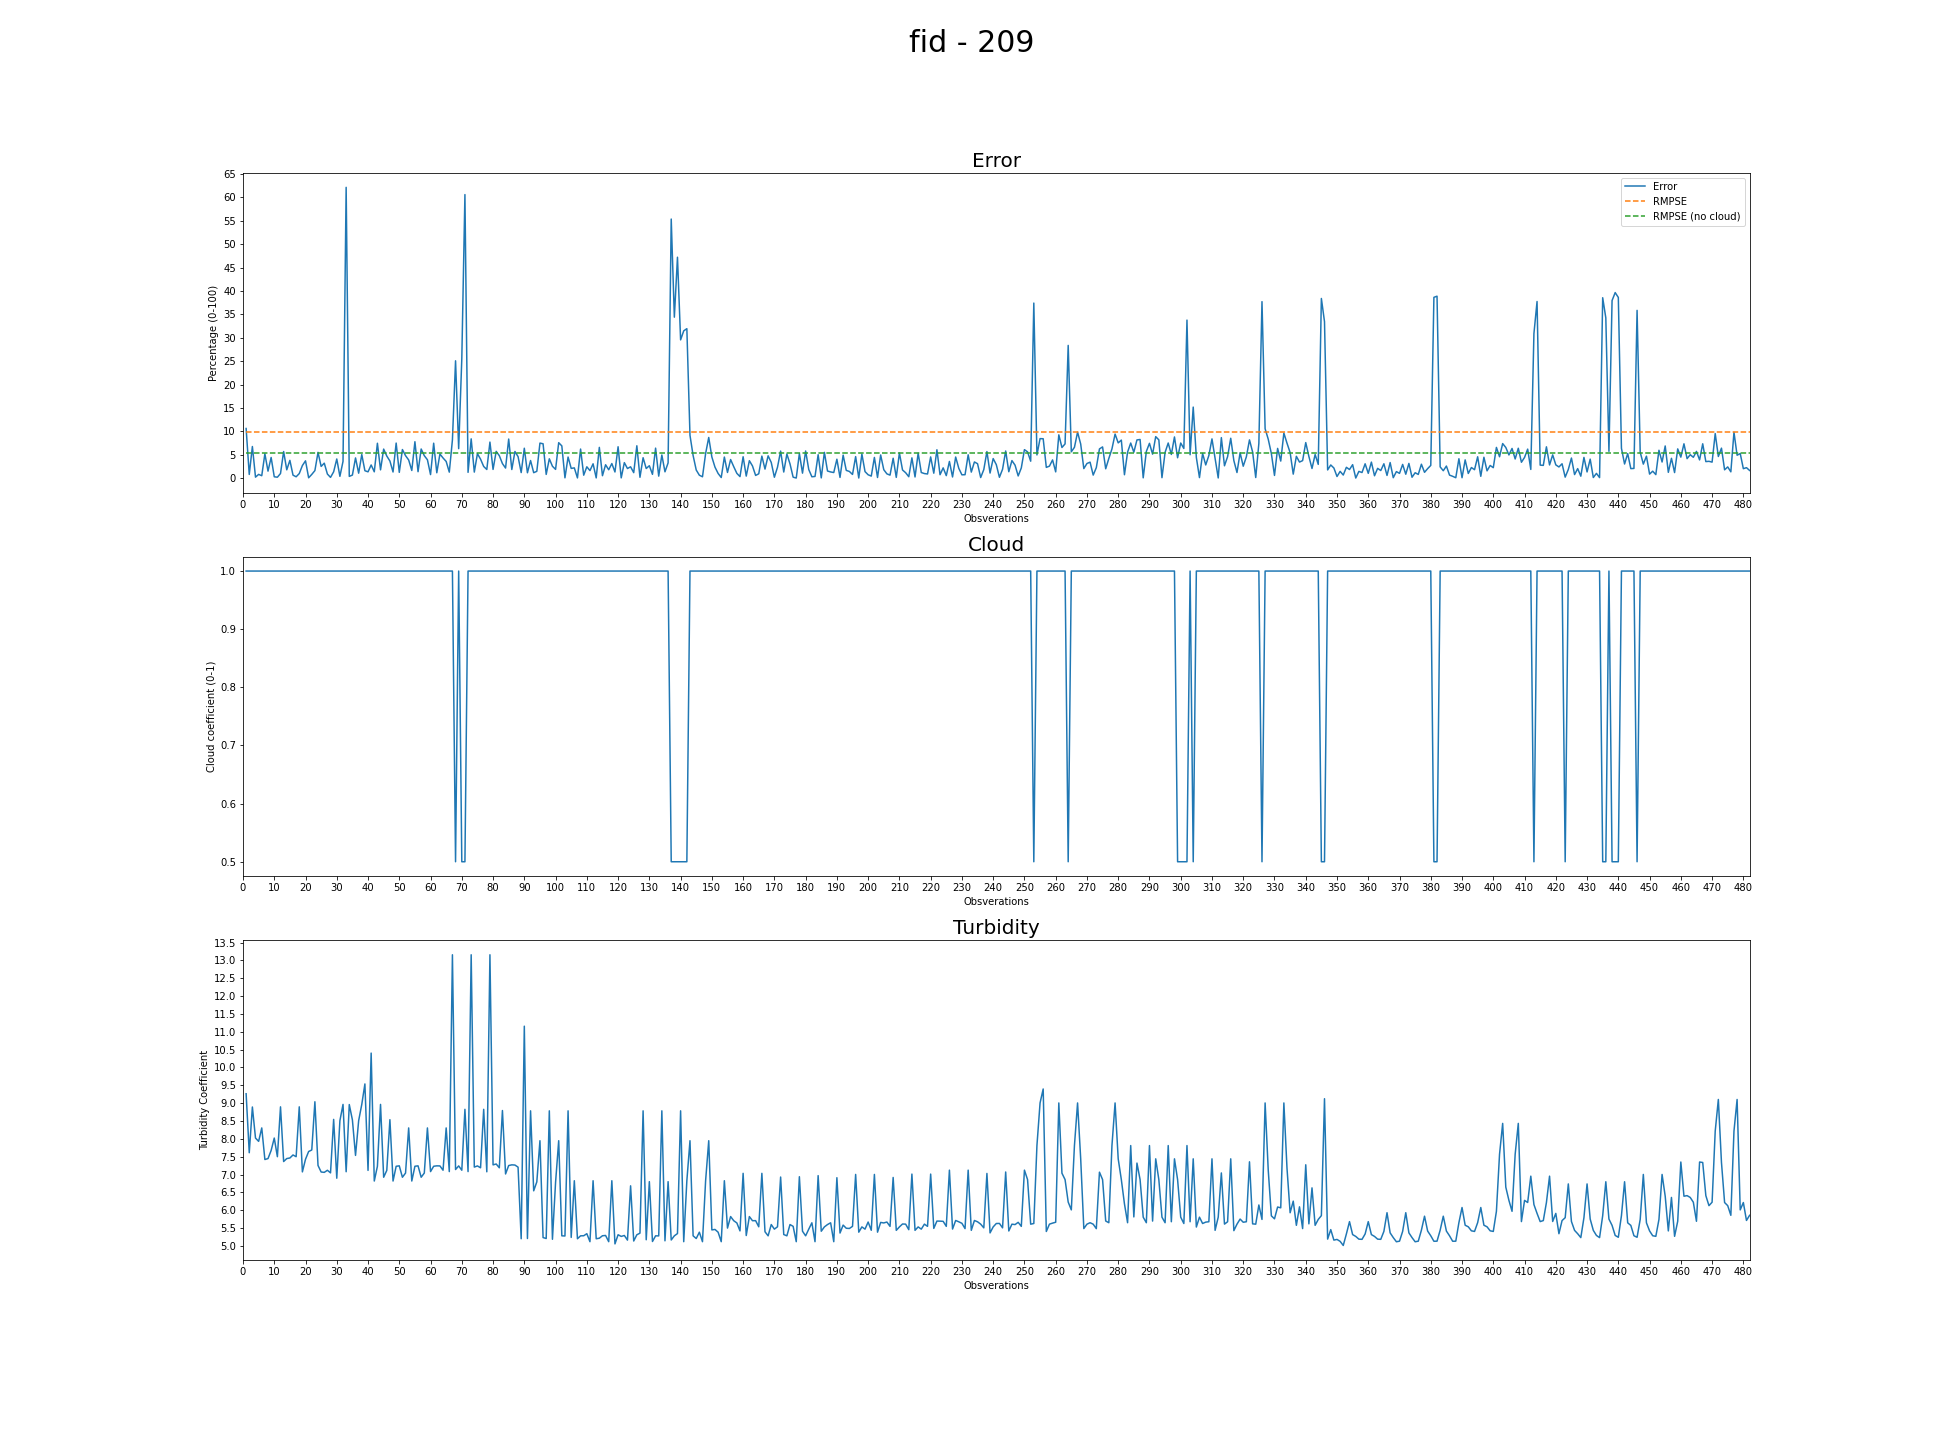 fid - 209
Error
65
60
55
50
45
40
35
30
25
20
15
10
5
0
Percentage (0-100)
Error
RMPSE
RMPSE (no cloud)
0 10 20 30 40 50 60 70 80 90 100 110 120 130 140 150 160 170 180 190 200 210 220 230 240 250 260 270 280 290 300 310 320 330 340 350 360 370 380 390 400 410 420 430 440 450 460 470 480
Obsverations
Cloud
1.0
0.9
0.8
0.7
0.6
0.5
Cloud coefficient (0-1)
0 10 20 30 40 50 60 70 80 90 100 110 120 130 140 150 160 170 180 190 200 210 220 230 240 250 260 270 280 290 300 310 320 330 340 350 360 370 380 390 400 410 420 430 440 450 460 470 480
Obsverations
Turbidity
13.5
13.0
12.5
12.0
11.5
11.0
10.5
10.0
9.5
9.0
8.5
8.0
7.5
7.0
6.5
6.0
5.5
5.0
Turbidity Coefficient
0 10 20 30 40 50 60 70 80 90 100 110 120 130 140 150 160 170 180 190 200 210 220 230 240 250 260 270 280 290 300 310 320 330 340 350 360 370 380 390 400 410 420 430 440 450 460 470 480
Obsverations